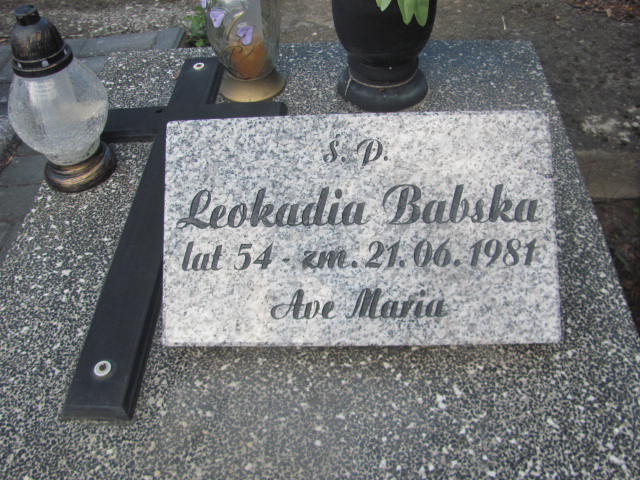 Ś. P.
Leokadia Babska
lat 54 - zm. 21. 06. 1981
Ave Maria